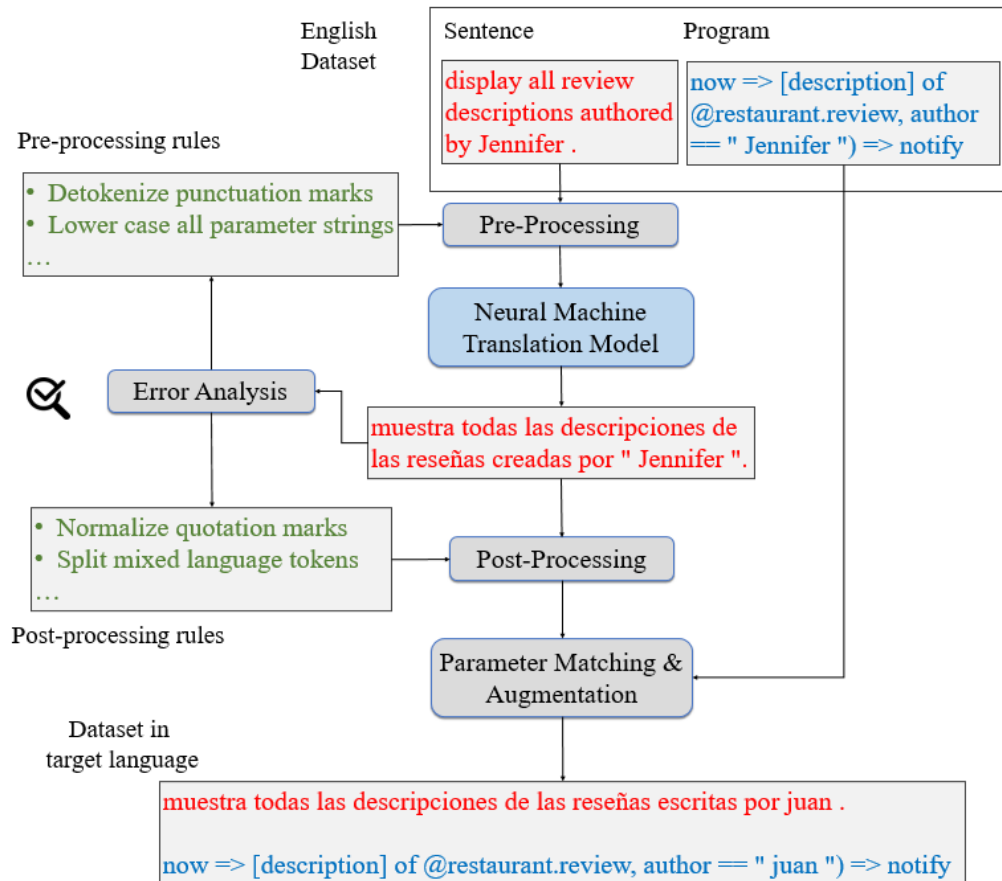 English
Dataset
Sentence
Program
display all review
descriptions authored
by Jennifer .
now => [description] of
@restaurant.review, author
== " Jennifer ") => notify
Pre-processing rules
• Detokenize punctuation marks
• Lower case all parameter strings
…
Pre-Processing
Neural Machine
Translation Model
Error Analysis
muestra todas las descripciones de
las reseñas creadas por " Jennifer ".
• Normalize quotation marks
• Split mixed language tokens
…
Post-Processing
Post-processing rules
Parameter Matching &
Augmentation
Dataset in
target language
muestra todas las descripciones de las reseñas escritas por juan .
now => [description] of @restaurant.review, author == " juan ") => notify